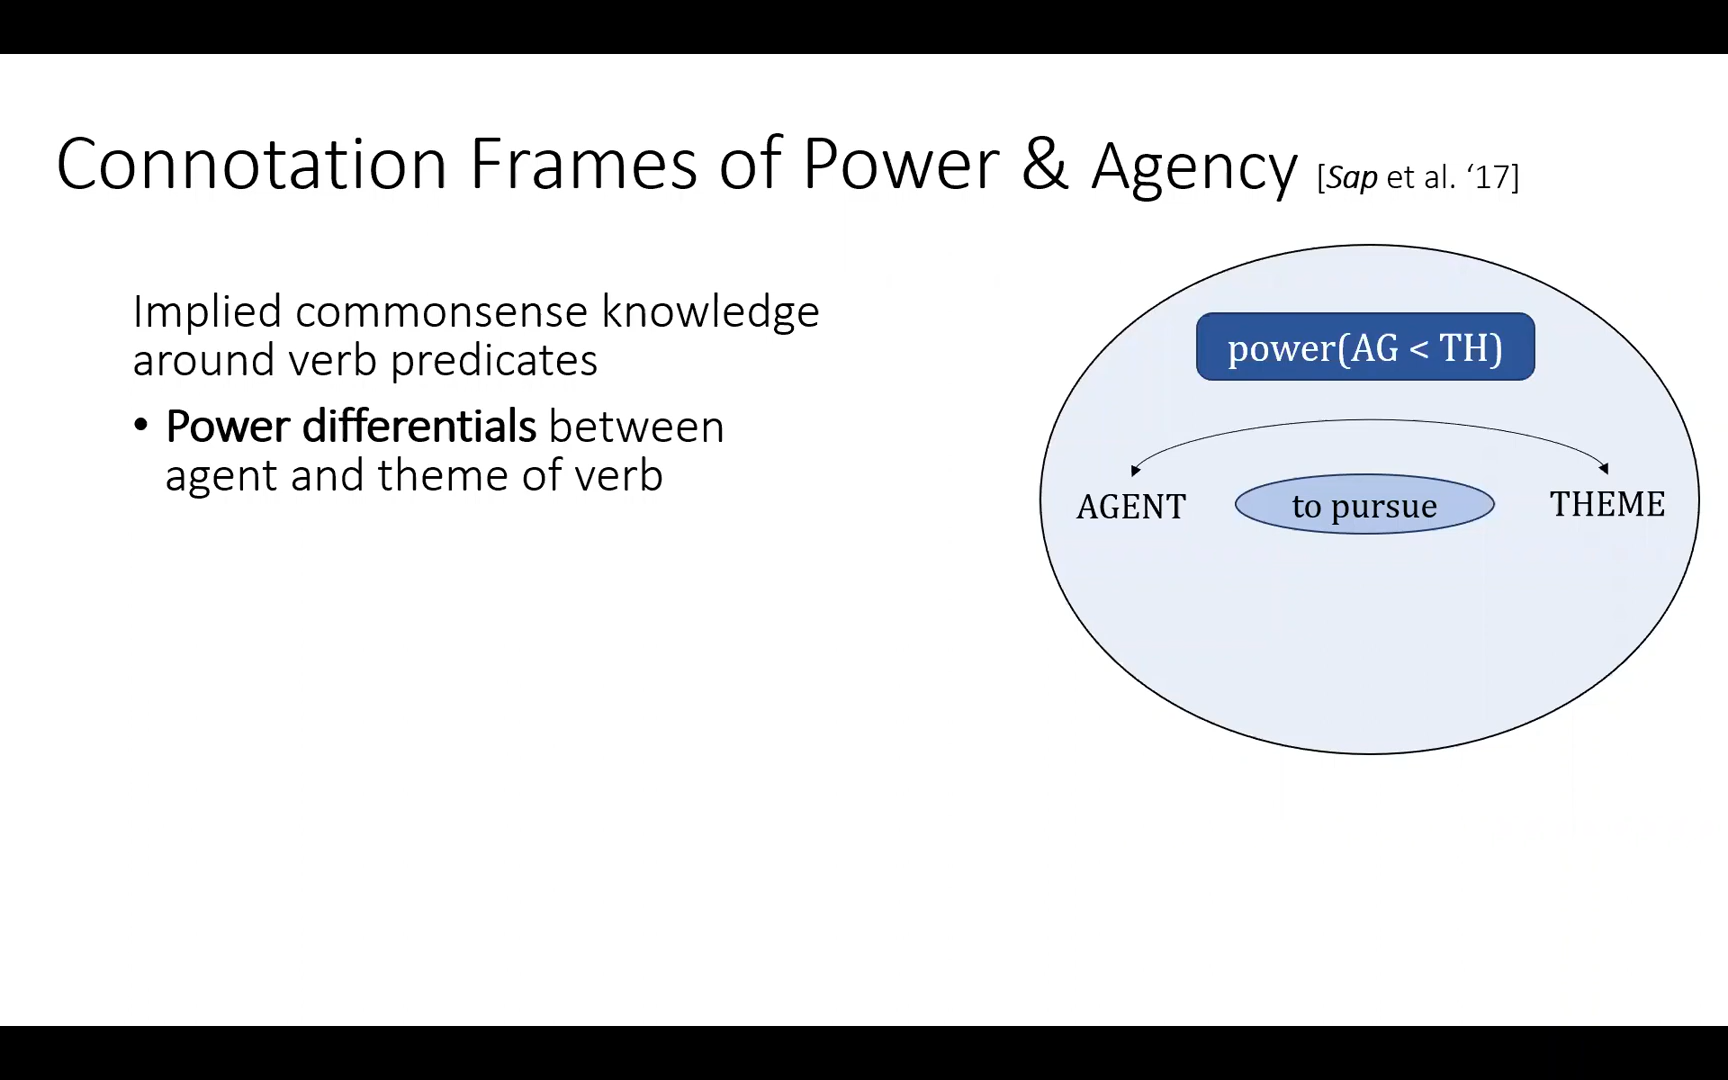 Connotation Frames of Power & Agency [Sap et al. ‘17]
Implied commonsense knowledge
around verb predicates
• Power differentials between
agent and theme of verb
power(AG < TH)
AGENT to pursue THEME